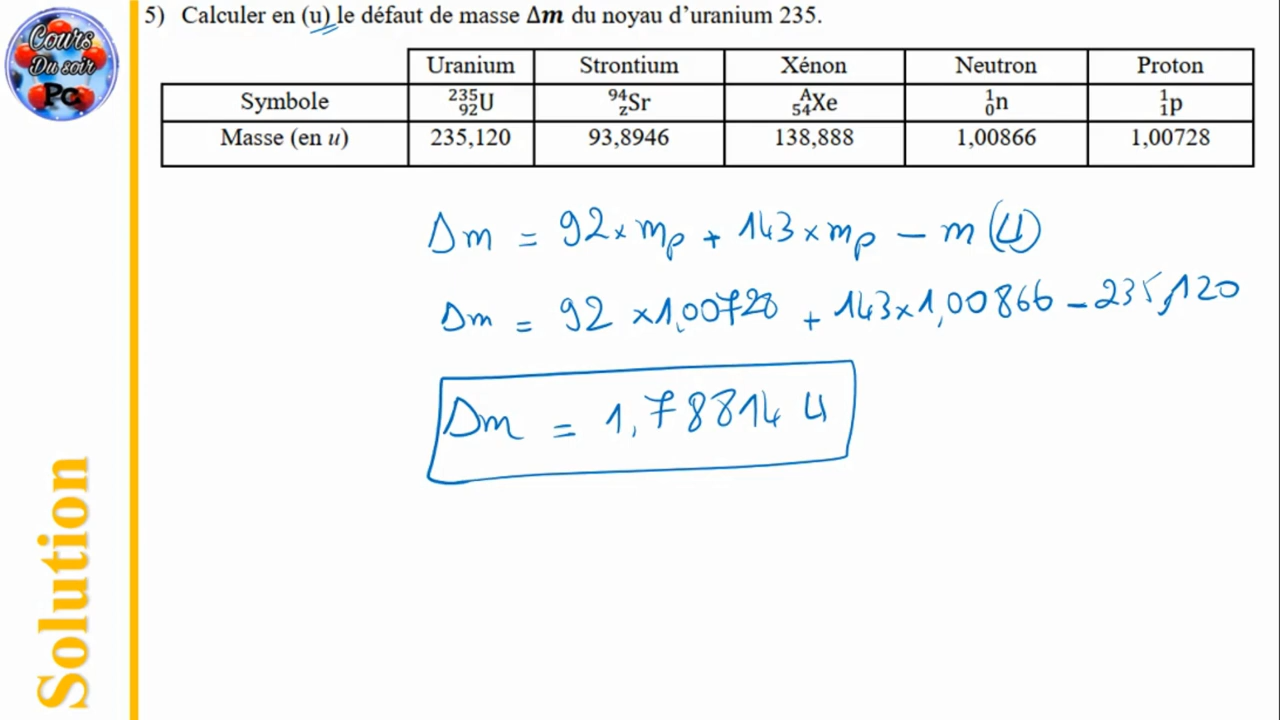 5) Calculer en (u) le défaut de masse Δm du noyau d’uranium 235.
Cours
Du soir
PC
Uranium Strontium Xénon Neutron Proton
Symbole ²³⁵₉₂U ⁹⁴zSr ᴬ₅₄Xe ¹₀n ¹₁p
Masse (en u) 235,120 93,8946 138,888 1,00866 1,00728
Δm = 92 × mp + 143 × mp − m (U)
Δm = 92 × 1,00728 + 143 × 1,00866 − 235,120
Δm = 1,78814 u
Solution